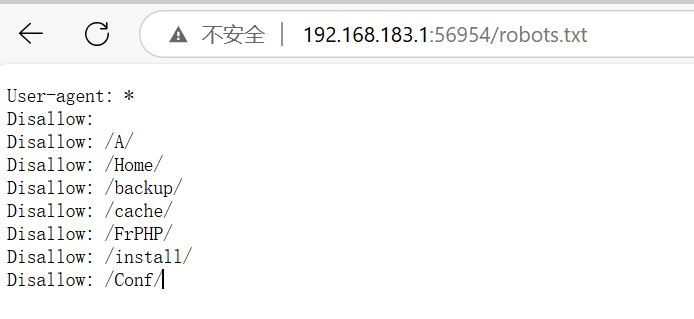 不安全 | 192.168.183.1:56954/robots.txt
User-agent: *
Disallow:
Disallow: /A/
Disallow: /Home/
Disallow: /backup/
Disallow: /cache/
Disallow: /FrPHP/
Disallow: /install/
Disallow: /Conf/